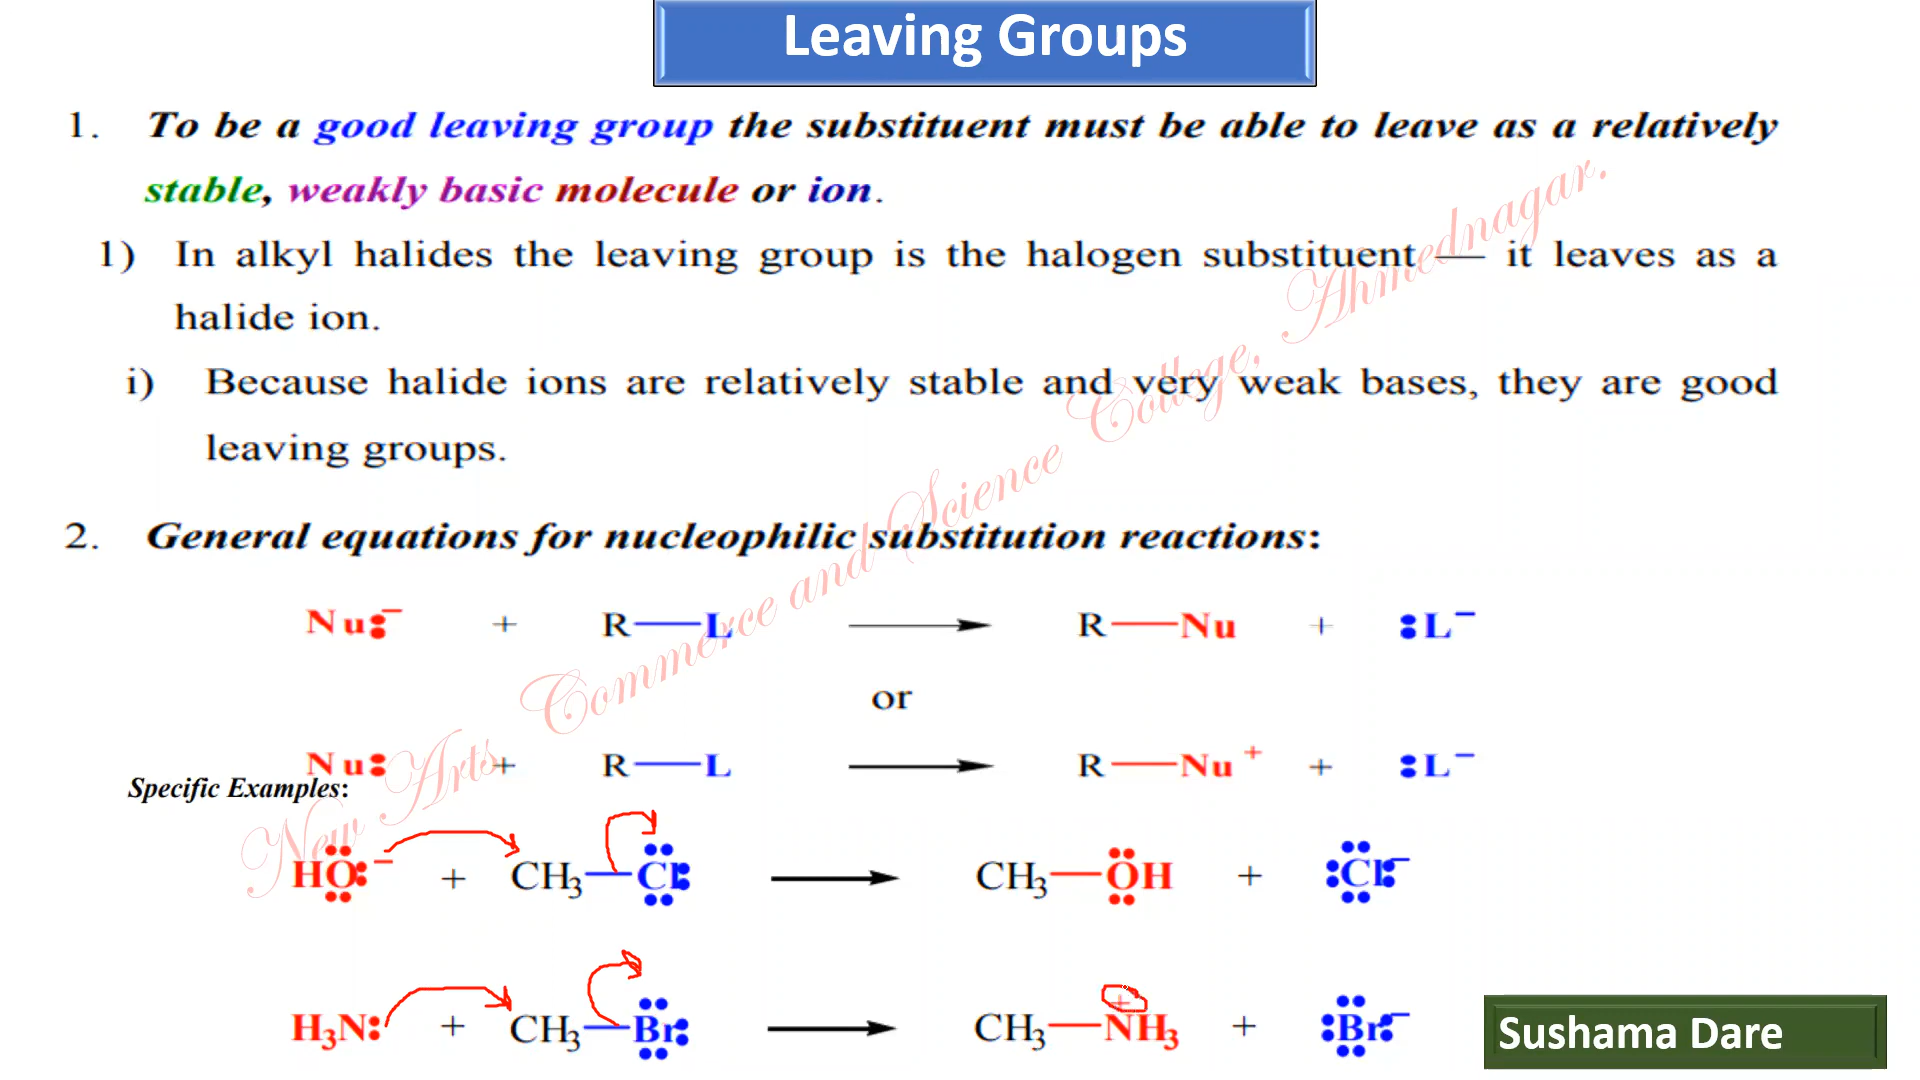 Leaving Groups
1. To be a good leaving group the substituent must be able to leave as a relatively
stable, weakly basic molecule or ion.
1) In alkyl halides the leaving group is the halogen substituent — it leaves as a
halide ion.
i) Because halide ions are relatively stable and very weak bases, they are good
leaving groups.
2. General equations for nucleophilic substitution reactions:
Nu:⁻ + R—L → R—Nu + :L⁻
or
Nu: + R—L → R—Nu⁺ + :L⁻
Specific Examples:
HO:⁻ + CH₃—Cl: → CH₃—OH + :Cl:⁻
H₃N: + CH₃—Br: → CH₃—NH₃⁺ + :Br:⁻
Sushama Dare
New Arts Commerce and Science College, Ahmednagar.